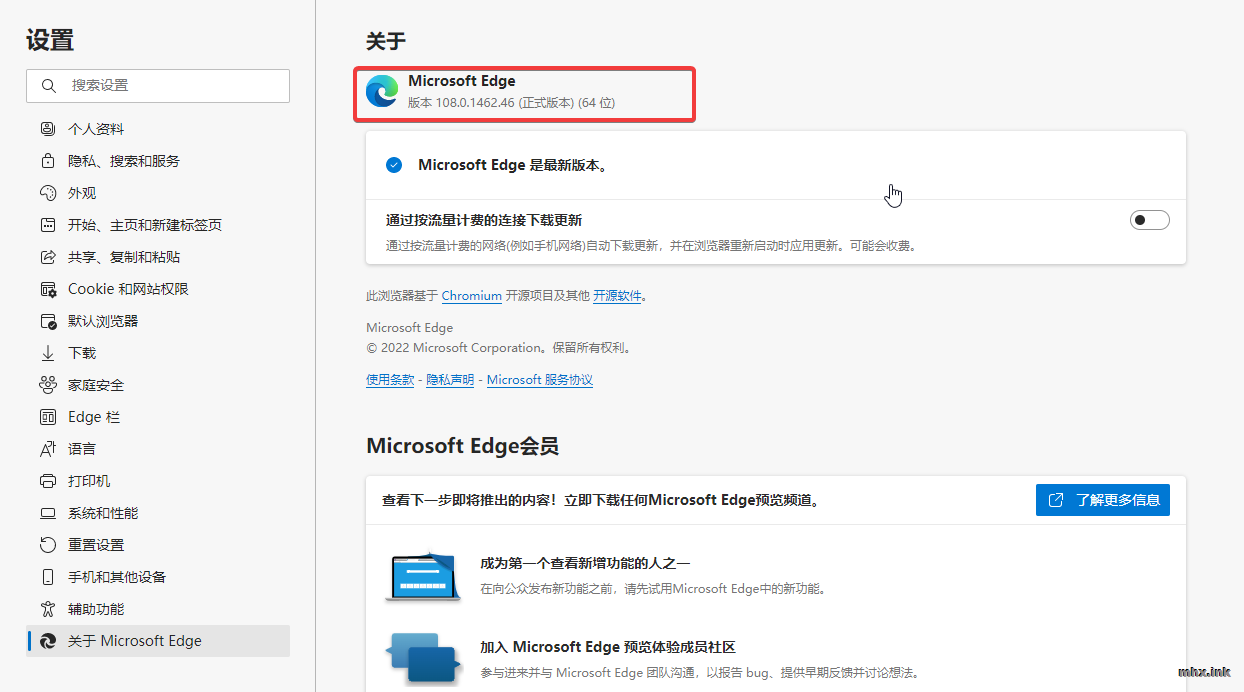 设置
搜索设置
个人资料
隐私、搜索和服务
外观
开始、主页和新建标签页
共享、复制和粘贴
Cookie 和网站权限
默认浏览器
下载
家庭安全
Edge 栏
语言
打印机
系统和性能
重置设置
手机和其他设备
辅助功能
关于 Microsoft Edge
关于
Microsoft Edge
版本 108.0.1462.46 (正式版本) (64 位)
Microsoft Edge 是最新版本。
通过按流量计费的连接下载更新
通过按流量计费的网络(例如手机网络)自动下载更新，并在浏览器重新启动时应用更新。可能会收费。
此浏览器基于 Chromium 开源项目及其他 开源软件。
Microsoft Edge
© 2022 Microsoft Corporation。保留所有权利。
使用条款 - 隐私声明 - Microsoft 服务协议
Microsoft Edge会员
查看下一步即将推出的内容！立即下载任何Microsoft Edge预览频道。
了解更多信息
成为第一个查看新增功能的人之一
在向公众发布新功能之前，请先试用Microsoft Edge中的新功能。
加入 Microsoft Edge 预览体验成员社区
参与进来并与 Microsoft Edge 团队沟通，以报告 bug、提供早期反馈并讨论想法。
mhx.ink